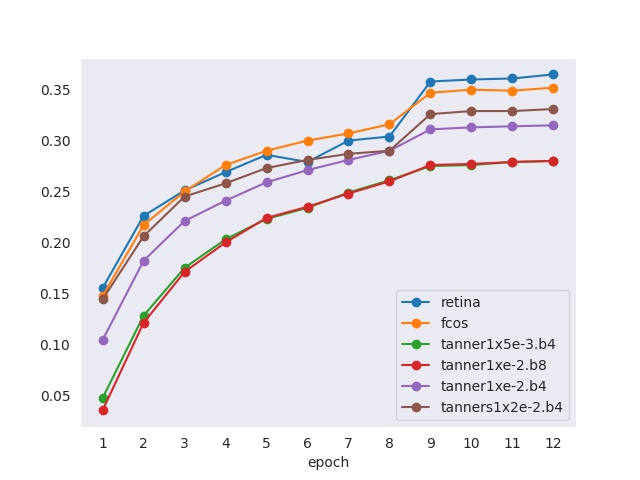 0.35
0.30
0.25
0.20
0.15
0.10
0.05
retina
fcos
tanner1x5e-3.b4
tanner1xe-2.b8
tanner1xe-2.b4
tanners1x2e-2.b4
1 2 3 4 5 6 7 8 9 10 11 12
epoch